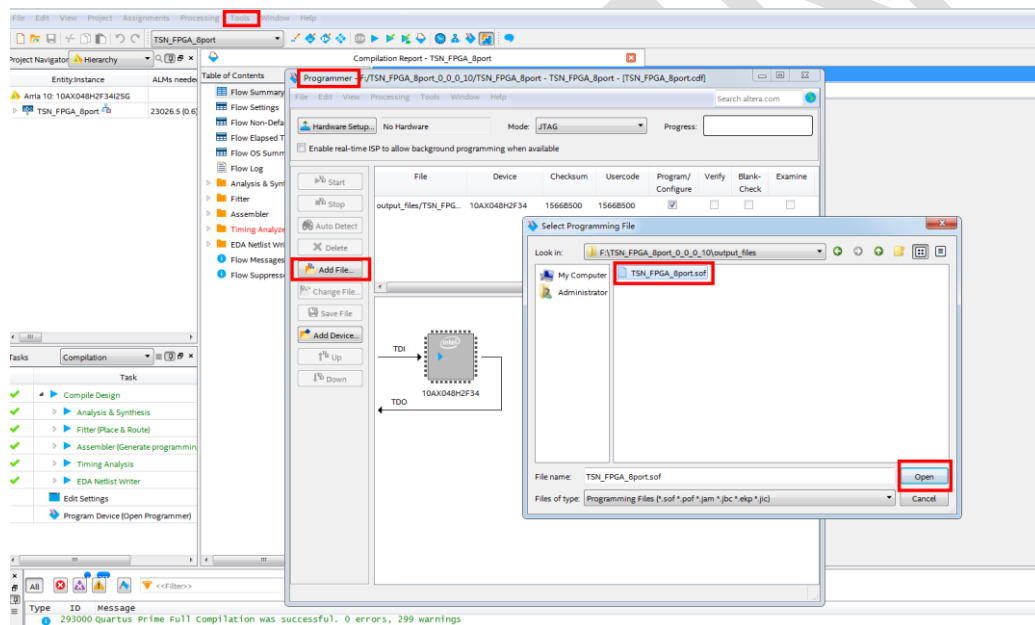 File Edit View Project Assignments Processing Tools Window Help
TSN_FPGA_8port
Project Navigator Hierarchy
Compilation Report - TSN_FPGA_8port
Entity:Instance ALMs neede
Arria 10: 10AX048H2F34I2SG
TSN_FPGA_8port 23026.5 (0.6)
Table of Contents
Flow Summary
Flow Settings
Flow Non-Defa
Flow Elapsed T
Flow OS Summ
Flow Log
Analysis & Synt
Fitter
Assembler
Timing Analyze
EDA Netlist Wri
Flow Messages
Flow Suppresse
Programmer - F:/TSN_FPGA_8port_0_0_0_10/TSN_FPGA_8port - TSN_FPGA_8port - [TSN_FPGA_8port.cdf]
File Edit View Processing Tools Window Help
Search altera.com
Hardware Setup... No Hardware Mode: JTAG Progress:
Enable real-time ISP to allow background programming when available
Start
Stop
Auto Detect
Delete
Add File...
Change File...
Save File
Add Device...
Up
Down
File Device Checksum Usercode Program/ Verify Blank- Examine
Configure Check
output_files/TSN_FPG... 10AX048H2F34 1566B500 1566B500
TDI
intel
10AX048H2F34
TDO
Select Programming File
Look in: F:\TSN_FPGA_8port_0_0_0_10\output_files
My Computer
Administrator
TSN_FPGA_8port.sof
File name: TSN_FPGA_8port.sof Open
Files of type: Programming Files (*.sof *.pof *.jam *.jbc *.ekp *.jic) Cancel
Tasks Compilation
Task
Compile Design
Analysis & Synthesis
Fitter (Place & Route)
Assembler (Generate programmin
Timing Analysis
EDA Netlist Writer
Edit Settings
Program Device (Open Programmer)
All <<Filter>>
Type ID Message
293000 Quartus Prime Full Compilation was successful. 0 errors, 299 warnings